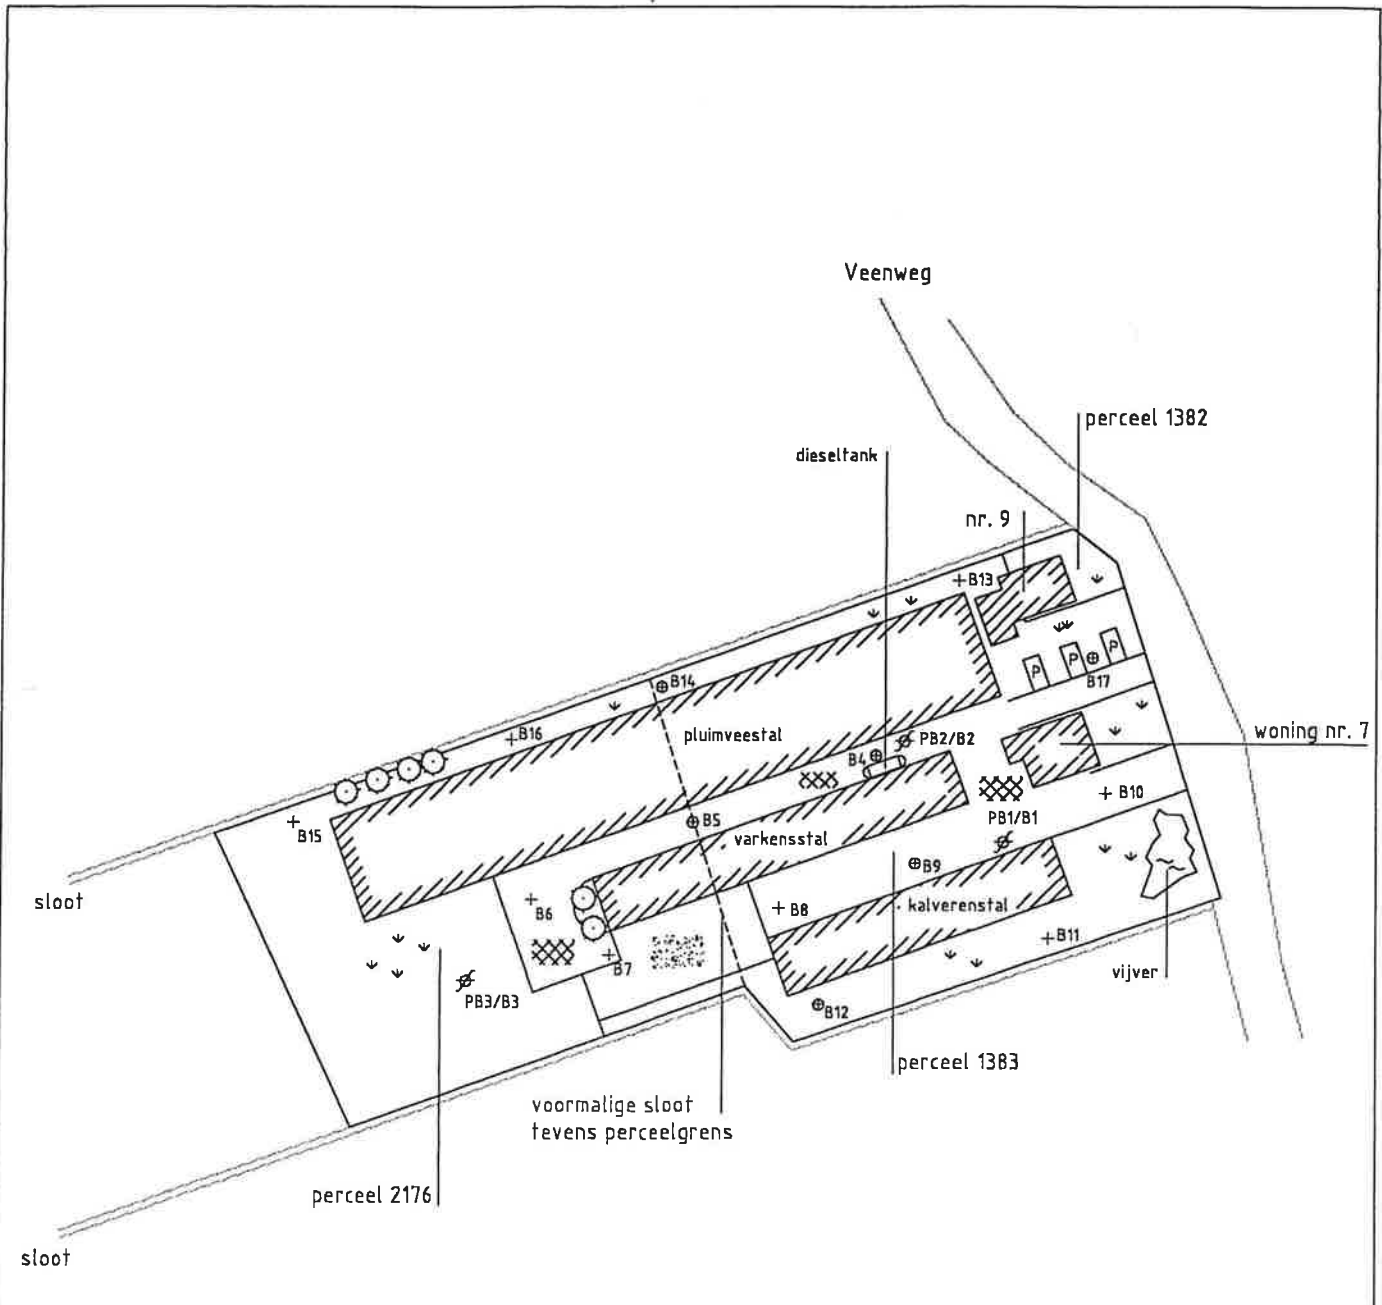 Veenweg
perceel 1382
dieseltank
nr. 9
B13
P
P
P
B17
B14
B16
pluimveestal
PB2/B2
B4
woning nr. 7
B10
B15
B5
PB1/B1
varkensstal
B9
sloot
B6
B8
kalverenstal
B11
B7
vijver
PB3/B3
B12
perceel 1383
voormalige sloot
tevens perceelgrens
perceel 2176
sloot